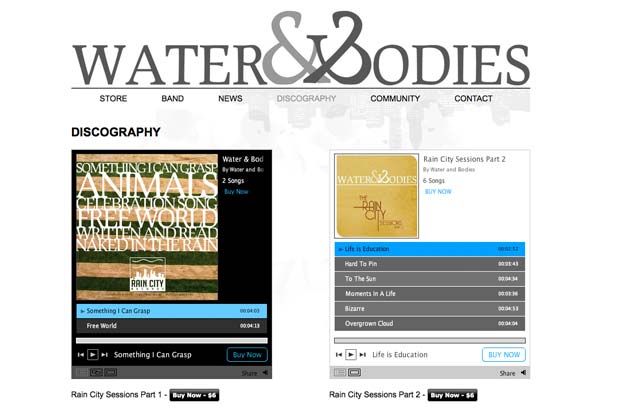 WATER & BODIES
STORE BAND NEWS DISCOGRAPHY COMMUNITY CONTACT
DISCOGRAPHY
SOMETHING I CAN GRASP
ANIMALS
CELEBRATION SONG
FREE WORLD
WRITTEN AND READ
NAKED IN THE RAIN
RAIN CITY
Water & Bod
By Water and Bo
2 Songs
Buy Now
Something I Can Grasp 00:04:03
Free World 00:04:13
Something I Can Grasp Buy Now
Share
Rain City Sessions Part 1 - Buy Now - $6
WATER & BODIES
THE
RAIN
CITY
SESSIONS
Rain City Sessions Part 2
By Water and Bodies
6 Songs
BUY NOW
Life is Education 00:03:52
Hard To Pin 00:03:43
To The Sun 00:04:34
Moments In A Life 00:03:56
Bizarre 00:04:53
Overgrown Cloud 00:04:04
Life is Education Buy Now
Share
Rain City Sessions Part 2 - Buy Now - $6